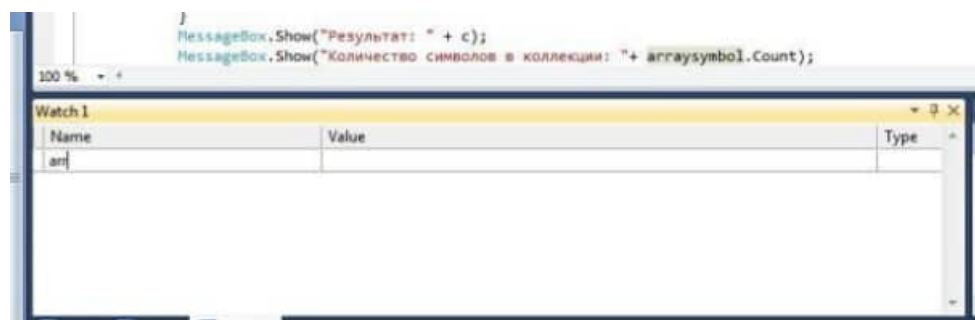 }
MessageBox.Show("Результат: " + c);
MessageBox.Show("Количество символов в коллекции: "+ arraysymbol.Count);
100 %
Watch 1
Name Value Type
arr